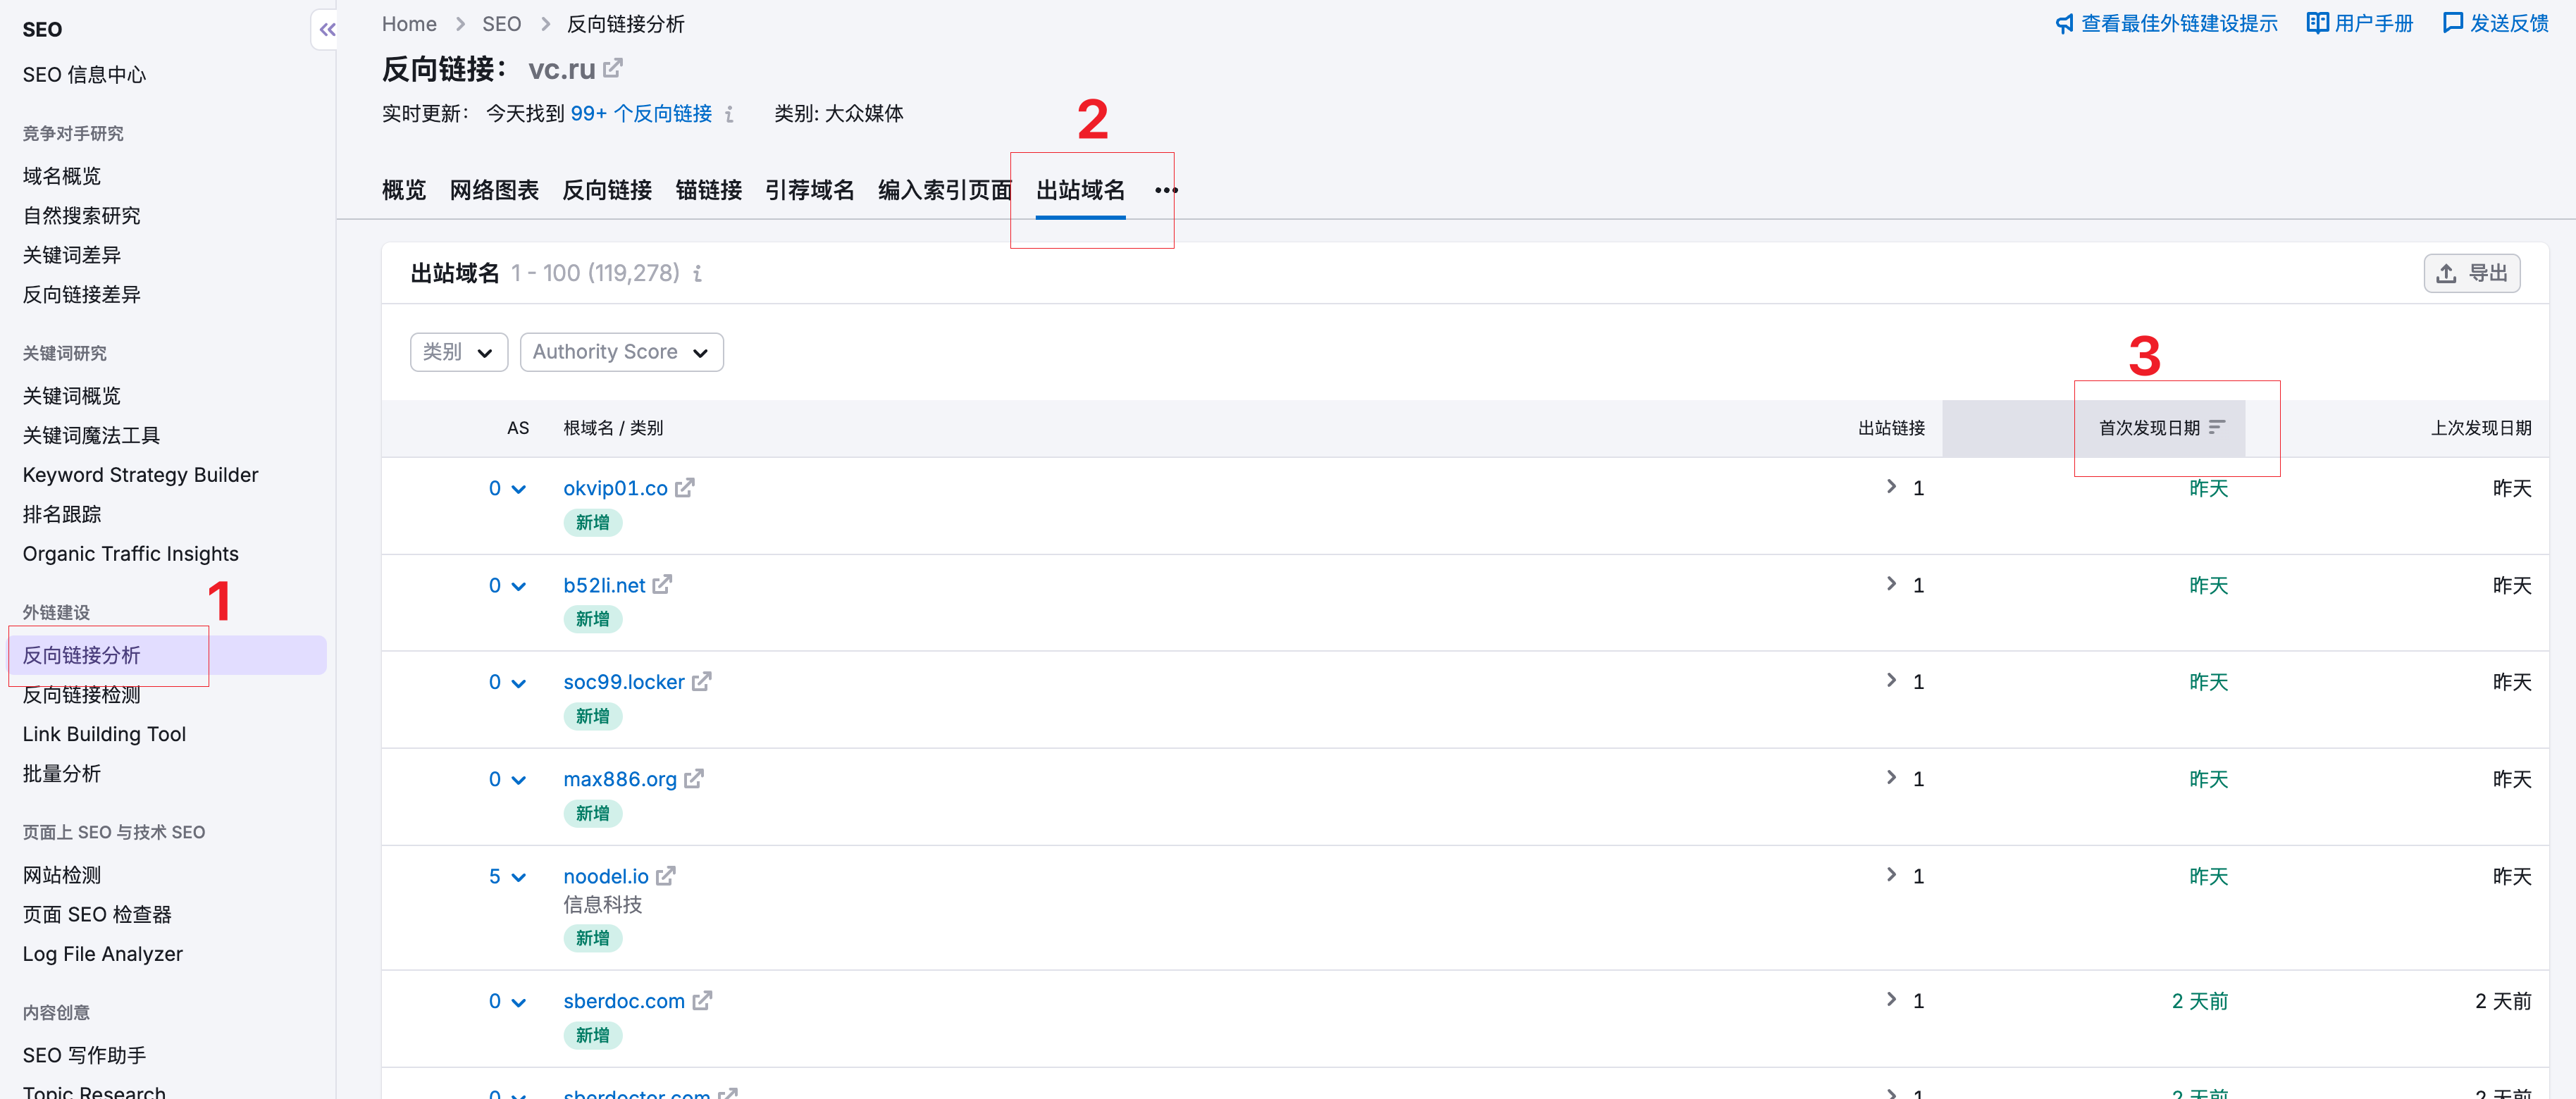 SEO
SEO 信息中心
竞争对手研究
域名概览
自然搜索研究
关键词差异
反向链接差异
关键词研究
关键词概览
关键词魔法工具
Keyword Strategy Builder
排名跟踪
Organic Traffic Insights
外链建设
1
反向链接分析
反向链接检测
Link Building Tool
批量分析
页面上 SEO 与技术 SEO
网站检测
页面 SEO 检查器
Log File Analyzer
内容创意
SEO 写作助手
Topic Research
Home > SEO > 反向链接分析
查看最佳外链建设提示 用户手册 发送反馈
反向链接： vc.ru
实时更新： 今天找到 99+ 个反向链接 i 类别: 大众媒体
2
概览 网络图表 反向链接 锚链接 引荐域名 编入索引页面 出站域名 •••
出站域名 1 - 100 (119,278) i
导出
类别 Authority Score
3
AS 根域名 / 类别 出站链接 首次发现日期 上次发现日期
0 okvip01.co > 1 昨天 昨天
新增
0 b52li.net > 1 昨天 昨天
新增
0 soc99.locker > 1 昨天 昨天
新增
0 max886.org > 1 昨天 昨天
新增
5 noodel.io > 1 昨天 昨天
信息科技
新增
0 sberdoc.com > 1 2 天前 2 天前
新增
0 sberdoctor.com > 1 2 天前 2 天前